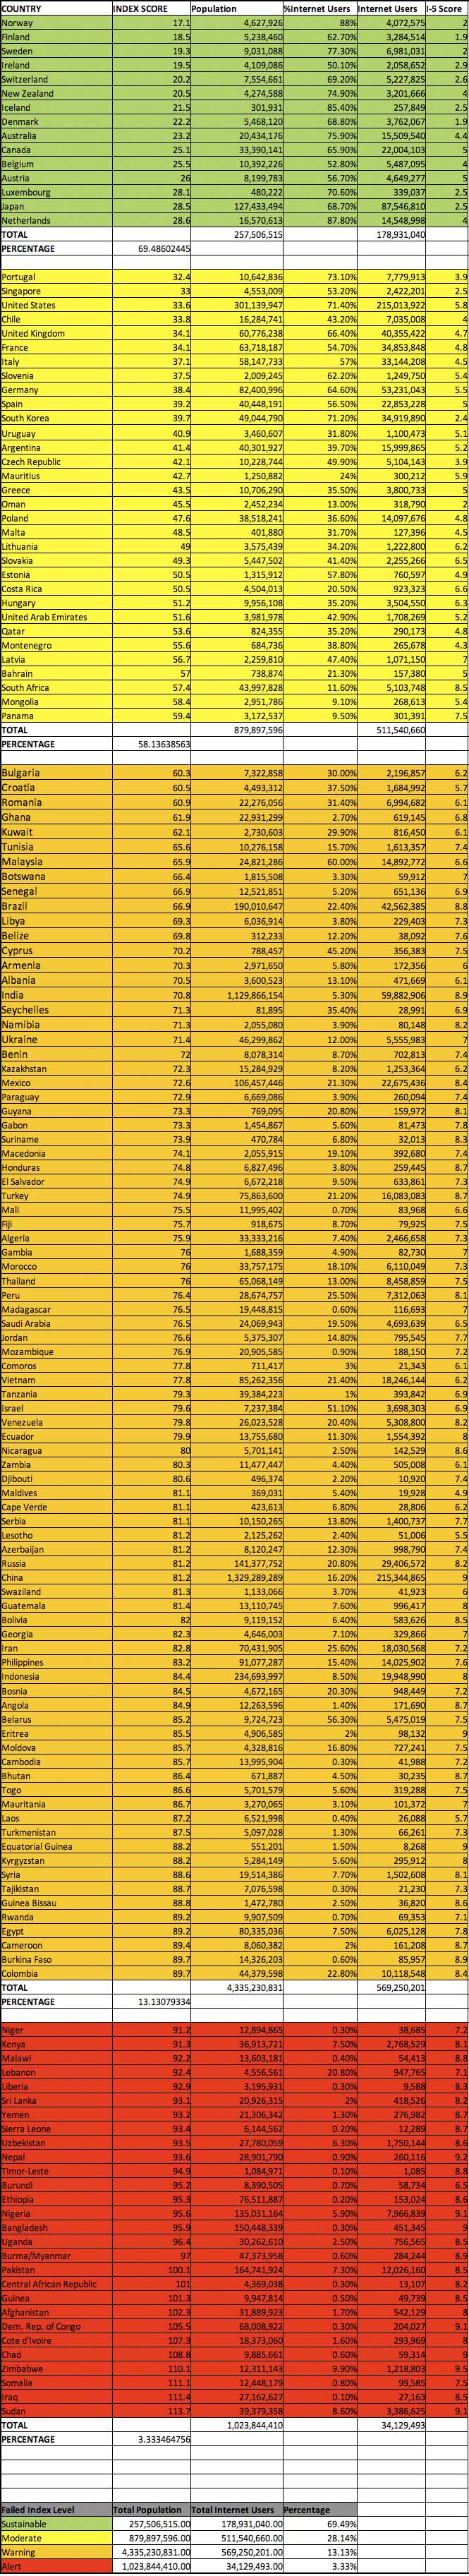 COUNTRY INDEX SCORE Population %Internet Users Internet Users I-5 Score
Norway 17.1 4,627,926 88% 4,072,575 2
Finland 18.5 5,238,460 62.70% 3,284,514 1.9
Sweden 19.3 9,031,088 77.30% 6,981,031 2
Ireland 19.5 4,109,086 50.10% 2,058,652 2.9
Switzerland 20.2 7,554,661 69.20% 5,227,825 2.6
New Zealand 20.5 4,274,588 74.90% 3,201,666 4
Iceland 21.5 301,931 85.40% 257,849 2.5
Denmark 22.2 5,468,120 68.80% 3,762,067 1.9
Australia 23.2 20,434,176 75.90% 15,509,540 4.4
Canada 25.1 33,390,141 65.90% 22,004,103 5
Belgium 25.5 10,392,226 52.80% 5,487,095 4
Austria 26 8,199,783 56.70% 4,649,277 5
Luxembourg 28.1 480,222 70.60% 339,037 2.5
Japan 28.5 127,433,494 68.70% 87,546,810 2.5
Netherlands 28.6 16,570,613 87.80% 14,548,998 4
TOTAL 257,506,515 178,931,040
PERCENTAGE 69.48602445
Portugal 32.4 10,642,836 73.10% 7,779,913 3.9
Singapore 33 4,553,009 53.20% 2,422,201 2.5
United States 33.6 301,139,947 71.40% 215,013,922 5.8
Chile 33.8 16,284,741 43.20% 7,035,008 4
United Kingdom 34.1 60,776,238 66.40% 40,355,422 4.7
France 34.1 63,718,187 54.70% 34,853,848 4.8
Italy 37.1 58,147,733 57% 33,144,208 4.5
Slovenia 37.5 2,009,245 62.20% 1,249,750 5.4
Germany 38.4 82,400,996 64.60% 53,231,043 5.5
Spain 39.2 40,448,191 56.50% 22,853,228 5
South Korea 39.7 49,044,790 71.20% 34,919,890 2.4
Uruguay 40.9 3,460,607 31.80% 1,100,473 5.1
Argentina 41.4 40,301,927 39.70% 15,999,865 5.2
Czech Republic 42.1 10,228,744 49.90% 5,104,143 3.9
Mauritius 42.7 1,250,882 24% 300,212 5.9
Greece 43.5 10,706,290 35.50% 3,800,733 5
Oman 45.5 2,452,234 13.00% 318,790 2
Poland 47.6 38,518,241 36.60% 14,097,676 4.8
Malta 48.5 401,880 31.70% 127,396 4.5
Lithuania 49 3,575,439 34.20% 1,222,800 6.2
Slovakia 49.3 5,447,502 41.40% 2,255,266 6.5
Estonia 50.5 1,315,912 57.80% 760,597 4.9
Costa Rica 50.5 4,504,013 20.50% 923,323 6.6
Hungary 51.2 9,956,108 35.20% 3,504,550 6.3
United Arab Emirates 51.6 3,981,978 42.90% 1,708,269 5.2
Qatar 53.6 824,355 35.20% 290,173 4.8
Montenegro 55.6 684,736 38.80% 265,678 4.3
Latvia 56.7 2,259,810 47.40% 1,071,150 7
Bahrain 57 738,874 21.30% 157,380 5
South Africa 57.4 43,997,828 11.60% 5,103,748 8.5
Mongolia 58.4 2,951,786 9.10% 268,613 5.4
Panama 59.4 3,172,537 9.50% 301,391 7.5
TOTAL 879,897,596 511,540,660
PERCENTAGE 58.13638563
Bulgaria 60.3 7,322,858 30.00% 2,196,857 6.2
Croatia 60.5 4,493,312 37.50% 1,684,992 5.7
Romania 60.9 22,276,056 31.40% 6,994,682 6.1
Ghana 61.9 22,931,299 2.70% 619,145 6.8
Kuwait 62.1 2,730,603 29.90% 816,450 6.1
Tunisia 65.6 10,276,158 15.70% 1,613,357 7.4
Malaysia 65.9 24,821,286 60.00% 14,892,772 6.6
Botswana 66.4 1,815,508 3.30% 59,912 7
Senegal 66.9 12,521,851 5.20% 651,136 6.9
Brazil 66.9 190,010,647 22.40% 42,562,385 8.8
Libya 69.3 6,036,914 3.80% 229,403 7.3
Belize 69.8 312,233 12.20% 38,092 7.6
Cyprus 70.2 788,457 45.20% 356,383 7.5
Armenia 70.3 2,971,650 5.80% 172,356 6
Albania 70.5 3,600,523 13.10% 471,669 6.1
India 70.8 1,129,866,154 5.30% 59,882,906 8.9
Seychelles 71.3 81,895 35.40% 28,991 6.9
Namibia 71.3 2,055,080 3.90% 80,148 8.2
Ukraine 71.4 46,299,862 12.00% 5,555,983 7
Benin 72 8,078,314 8.70% 702,813 7.4
Kazakhstan 72.3 15,284,929 8.20% 1,253,364 6.2
Mexico 72.6 106,457,446 21.30% 22,675,436 8.4
Paraguay 72.9 6,669,086 3.90% 260,094 7.4
Guyana 73.3 769,095 20.80% 159,972 8.1
Gabon 73.3 1,454,867 5.60% 81,473 7.8
Suriname 73.9 470,784 6.80% 32,013 8.3
Macedonia 74.1 2,055,915 19.10% 392,680 7.4
Honduras 74.8 6,827,496 3.80% 259,445 8.7
El Salvador 74.9 6,672,218 9.50% 633,861 7.3
Turkey 74.9 75,863,600 21.20% 16,083,083 8.7
Mali 75.5 11,995,402 0.70% 83,968 6.6
Fiji 75.7 918,675 8.70% 79,925 7.5
Algeria 75.9 33,333,216 7.40% 2,466,658 7.3
Gambia 76 1,688,359 4.90% 82,730 7
Morocco 76 33,757,175 18.10% 6,110,049 7.3
Thailand 76 65,068,149 13.00% 8,458,859 7.5
Peru 76.4 28,674,757 25.50% 7,312,063 8.1
Madagascar 76.5 19,448,815 0.60% 116,693 7
Saudi Arabia 76.5 24,069,943 19.50% 4,693,639 6.5
Jordan 76.6 5,375,307 14.80% 795,545 7.7
Mozambique 76.9 20,905,585 0.90% 188,150 7.2
Comoros 77.8 711,417 3% 21,343 6.1
Vietnam 77.8 85,262,356 21.40% 18,246,144 6.2
Tanzania 79.3 39,384,223 1% 393,842 6.9
Israel 79.6 7,237,384 51.10% 3,698,303 6.9
Venezuela 79.8 26,023,528 20.40% 5,308,800 8.2
Ecuador 79.9 13,755,680 11.30% 1,554,392 8
Nicaragua 80 5,701,141 2.50% 142,529 8.6
Zambia 80.3 11,477,447 4.40% 505,008 6.1
Djibouti 80.6 496,374 2.20% 10,920 7.4
Maldives 81.1 369,031 5.40% 19,928 4.9
Cape Verde 81.1 423,613 6.80% 28,806 6.2
Serbia 81.1 10,150,265 13.80% 1,400,737 7.7
Lesotho 81.2 2,125,262 2.40% 51,006 5.5
Azerbaijan 81.2 8,120,247 12.30% 998,790 7.4
Russia 81.2 141,377,752 20.80% 29,406,572 8.2
China 81.2 1,329,289,289 16.20% 215,344,865 9
Swaziland 81.3 1,133,066 3.70% 41,923 6
Guatemala 81.4 13,110,745 7.60% 996,417 8
Bolivia 82 9,119,152 6.40% 583,626 8.5
Georgia 82.3 4,646,003 7.10% 329,866 7
Iran 82.8 70,431,905 25.60% 18,030,568 7.2
Philippines 83.2 91,077,287 15.40% 14,025,902 7.6
Indonesia 84.4 234,693,997 8.50% 19,948,990 8
Bosnia 84.5 4,672,165 20.30% 948,449 7.2
Angola 84.9 12,263,596 1.40% 171,690 8.7
Belarus 85.2 9,724,723 56.30% 5,475,019 7.5
Eritrea 85.5 4,906,585 2% 98,132 9
Moldova 85.7 4,328,816 16.80% 727,241 7.5
Cambodia 85.7 13,995,904 0.30% 41,988 7.2
Bhutan 86.4 671,887 4.50% 30,235 8.7
Togo 86.6 5,701,579 5.60% 319,288 7.5
Mauritania 86.7 3,270,065 3.10% 101,372 7
Laos 87.2 6,521,998 0.40% 26,088 5.7
Turkmenistan 87.5 5,097,028 1.30% 66,261 7.3
Equatorial Guinea 88.2 551,201 1.50% 8,268 9
Kyrgyzstan 88.2 5,284,149 5.60% 295,912 8
Syria 88.6 19,514,386 7.70% 1,502,608 8.1
Tajikistan 88.7 7,076,598 0.30% 21,230 7.3
Guinea Bissau 88.8 1,472,780 2.50% 36,820 8.6
Rwanda 89.2 9,907,509 0.70% 69,353 7.1
Egypt 89.2 80,335,036 7.50% 6,025,128 7.8
Cameroon 89.4 8,060,382 2% 161,208 8.7
Burkina Faso 89.7 14,326,203 0.60% 85,957 8.9
Colombia 89.7 44,379,598 22.80% 10,118,548 8.4
TOTAL 4,335,230,831 569,250,201
PERCENTAGE 13.13079334
Niger 91.2 12,894,865 0.30% 38,685 7.2
Kenya 91.3 36,913,721 7.50% 2,768,529 8.1
Malawi 92.2 13,603,181 0.40% 54,413 8.8
Lebanon 92.4 4,556,561 20.80% 947,765 7.1
Liberia 92.9 3,195,931 0.30% 9,588 8.3
Sri Lanka 93.1 20,926,315 2% 418,526 8.2
Yemen 93.2 21,306,342 1.30% 276,982 8.7
Sierra Leone 93.4 6,144,562 0.20% 12,289 8.7
Uzbekistan 93.5 27,780,059 6.30% 1,750,144 8.6
Nepal 93.6 28,901,790 0.90% 260,116 9.2
Timor-Leste 94.9 1,084,971 0.10% 1,085 8.8
Burundi 95.2 8,390,505 0.70% 58,734 6.5
Ethiopia 95.3 76,511,887 0.20% 153,024 8.6
Nigeria 95.6 135,031,164 5.90% 7,966,839 9.1
Bangladesh 95.9 150,448,339 0.30% 451,345 9
Uganda 96.4 30,262,610 2.50% 756,565 8.5
Burma/Myanmar 97 47,373,958 0.60% 284,244 8.9
Pakistan 100.1 164,741,924 7.30% 12,026,160 8.5
Central African Republic 101 4,369,038 0.30% 13,107 8.2
Guinea 101.3 9,947,814 0.50% 49,739 8.5
Afghanistan 102.3 31,889,923 1.70% 542,129 8
Dem. Rep. of Congo 105.5 68,008,922 0.30% 204,027 9.1
Cote d'Ivoire 107.3 18,373,060 1.60% 293,969 8
Chad 108.8 9,885,661 0.60% 59,314 9
Zimbabwe 110.1 12,311,143 9.90% 1,218,803 9.5
Somalia 111.1 12,448,179 0.80% 99,585 7.5
Iraq 111.4 27,162,627 0.10% 27,163 8.5
Sudan 113.7 39,379,358 8.60% 3,386,625 9.1
TOTAL 1,023,844,410 34,129,493
PERCENTAGE 3.333464756
Failed Index Level Total Population Total Internet Users Percentage
Sustainable 257,506,515.00 178,931,040.00 69.49%
Moderate 879,897,596.00 511,540,660.00 28.14%
Warning 4,335,230,831.00 569,250,201.00 13.13%
Alert 1,023,844,410.00 34,129,493.00 3.33%